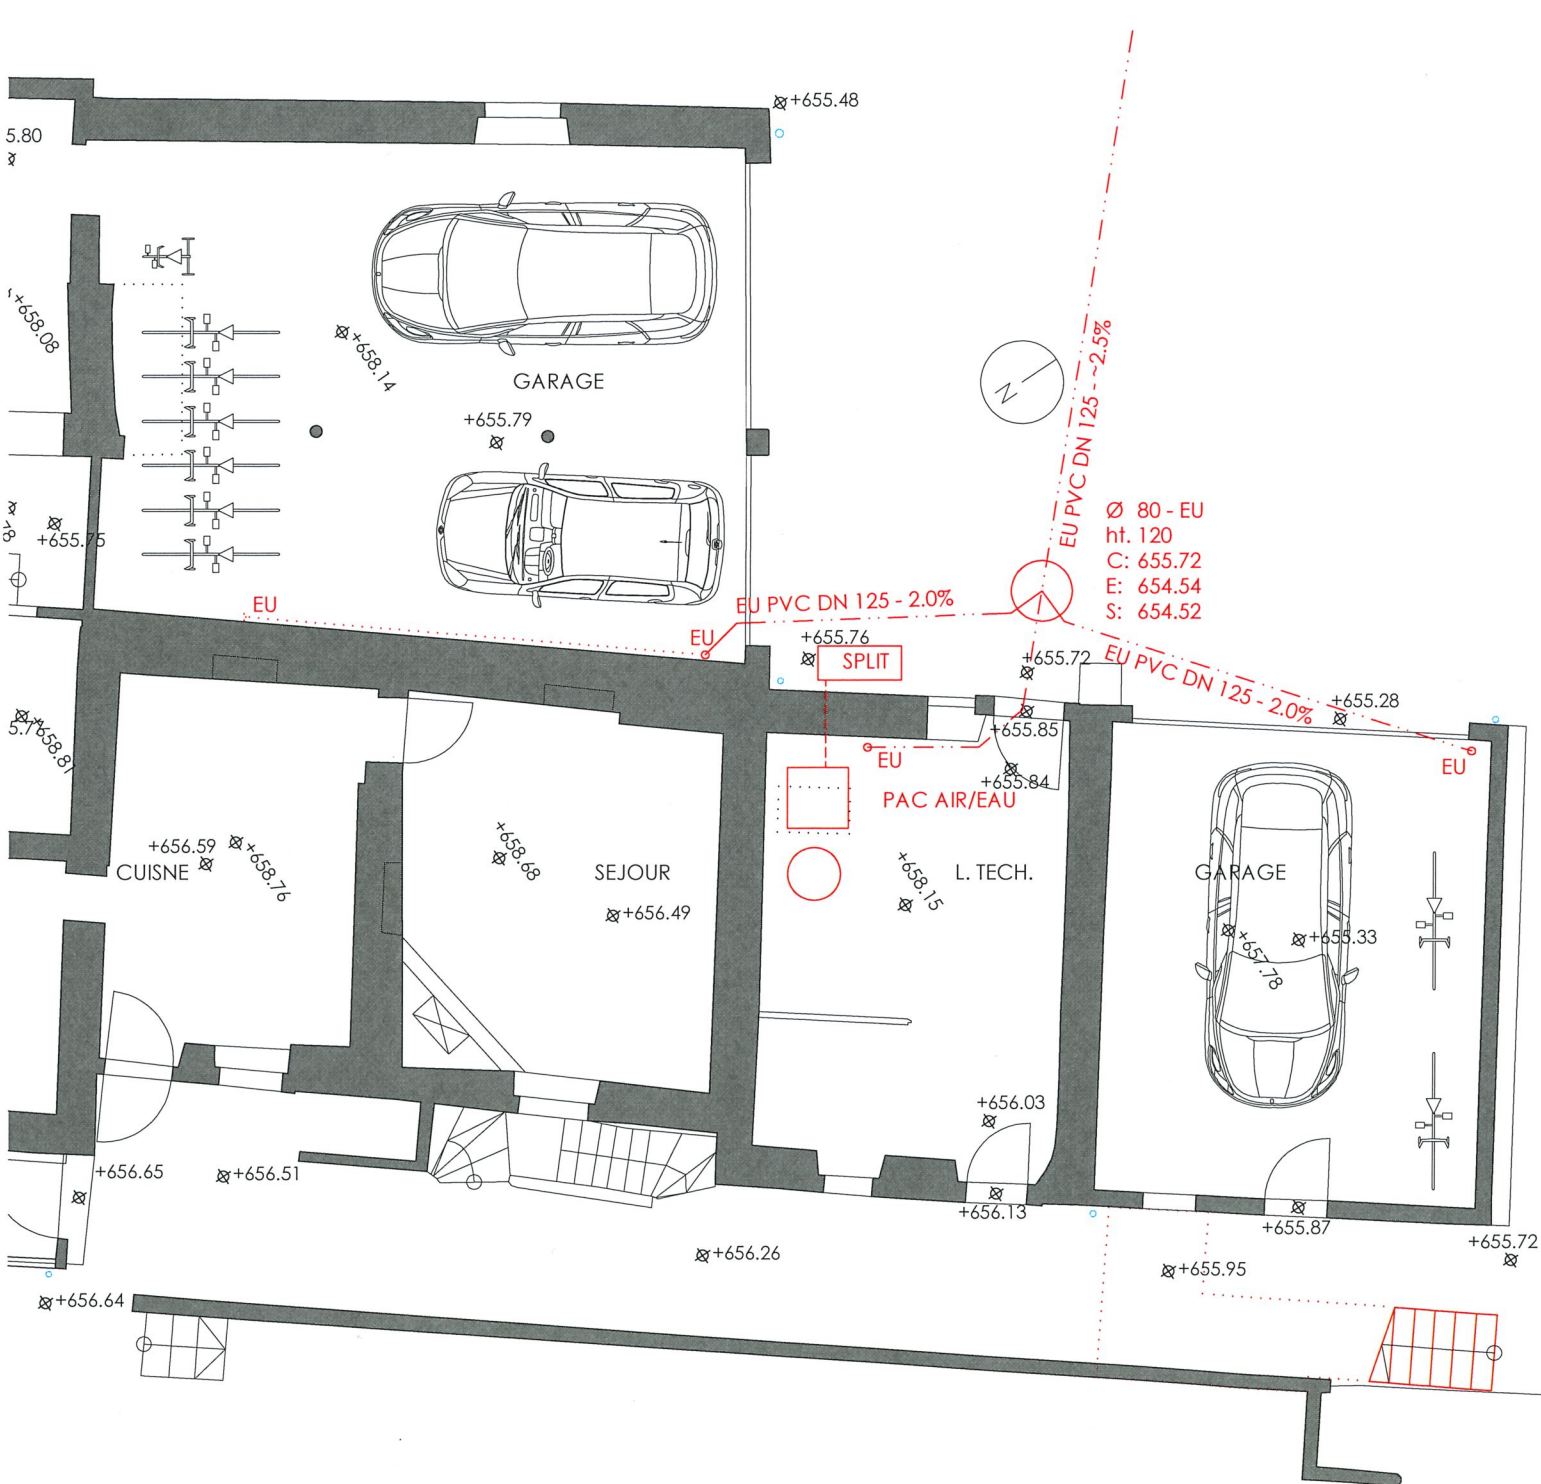 +655.48
5.80
+658.08
+658.14
GARAGE
+655.79
N
EU PVC DN 125 - ~2.5%
Ø 80 - EU
ht. 120
C: 655.72
E: 654.54
S: 654.52
+655.75
EU
EU PVC DN 125 - 2.0%
EU
+655.76
SPLIT
+655.72
EU PVC DN 125 - 2.0%
+655.28
+655.85
EU
+655.84
EU
5.7
+658.81
PAC AIR/EAU
+656.59
CUISNE
+658.76
+658.68
SEJOUR
+656.49
+658.15
L. TECH.
GARAGE
+655.33
+657.78
+656.03
+656.65
+656.51
+656.13
+655.87
+655.72
+656.26
+655.95
+656.64